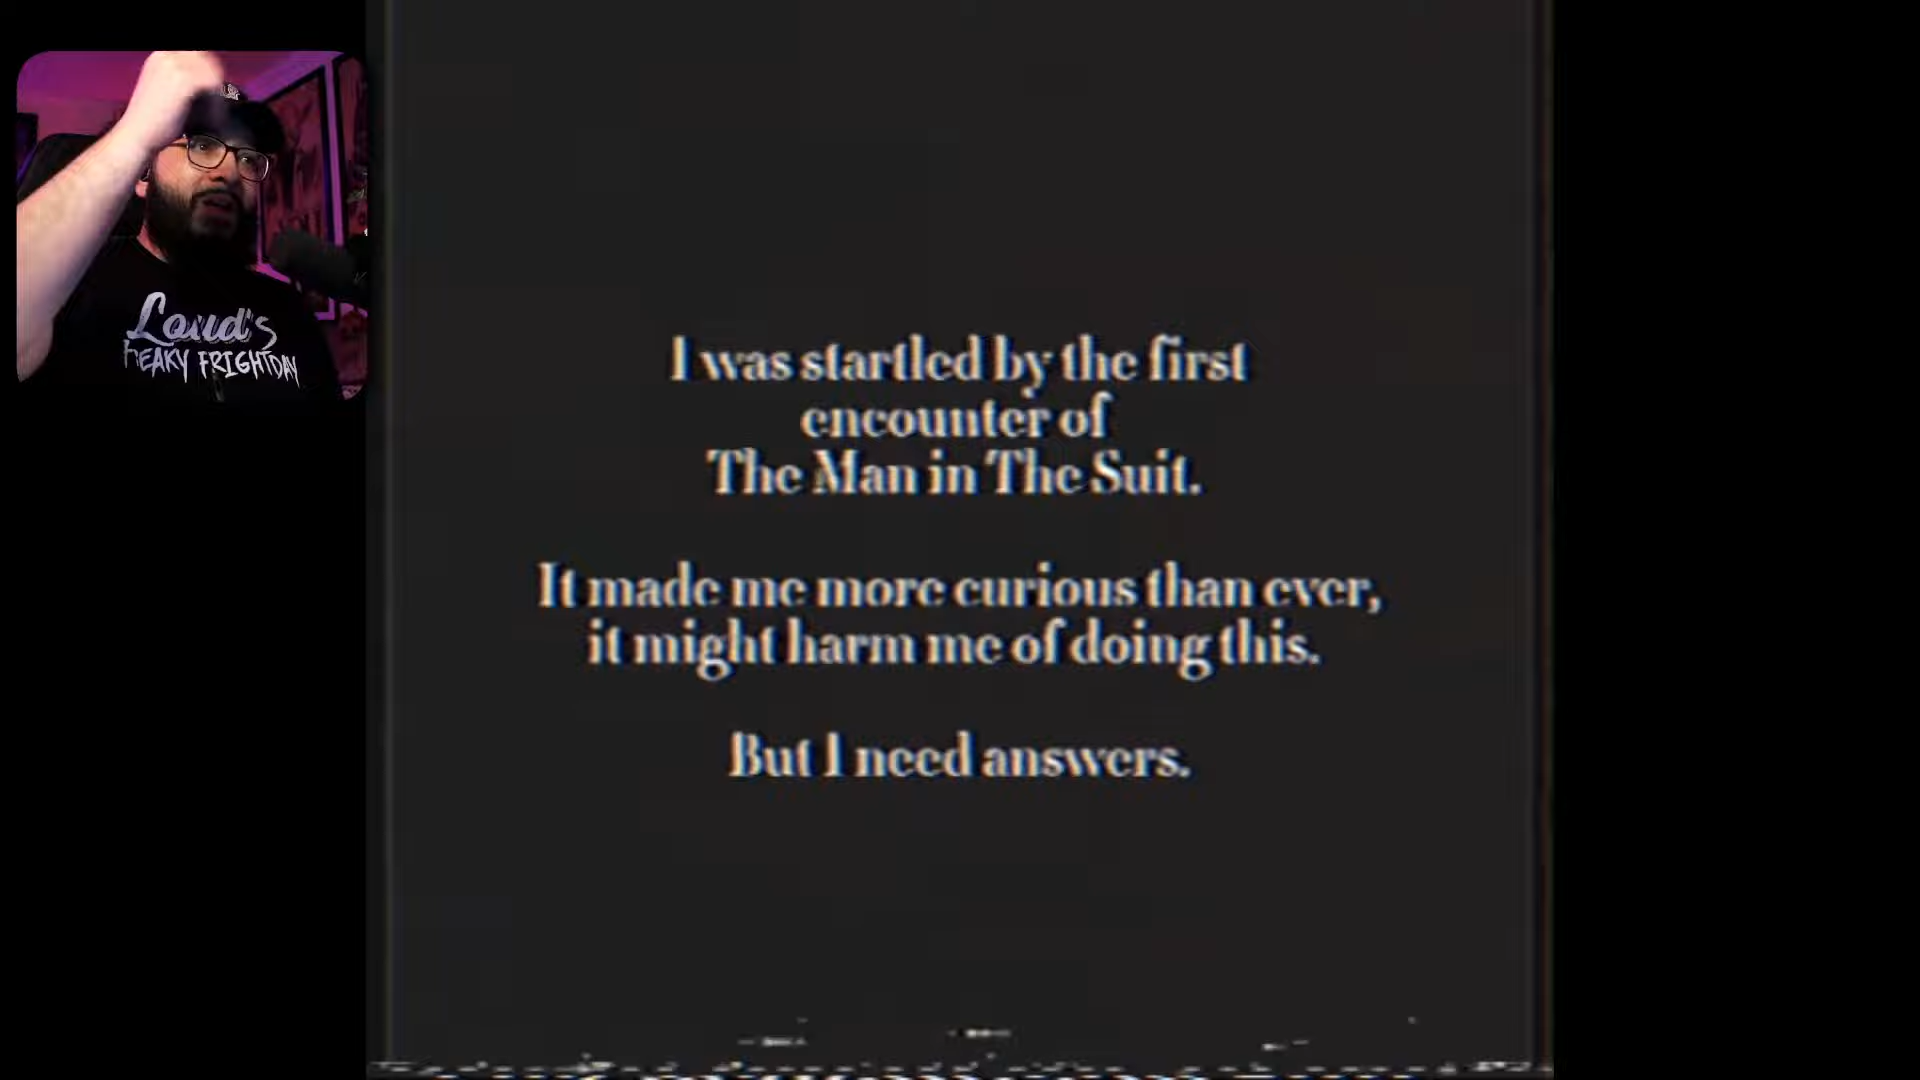 Loud's
FREAKY FRIGHTDAY
I was startled by the first
encounter of
The Man in The Suit.
It made me more curious than ever,
it might harm me of doing this.
But I need answers.